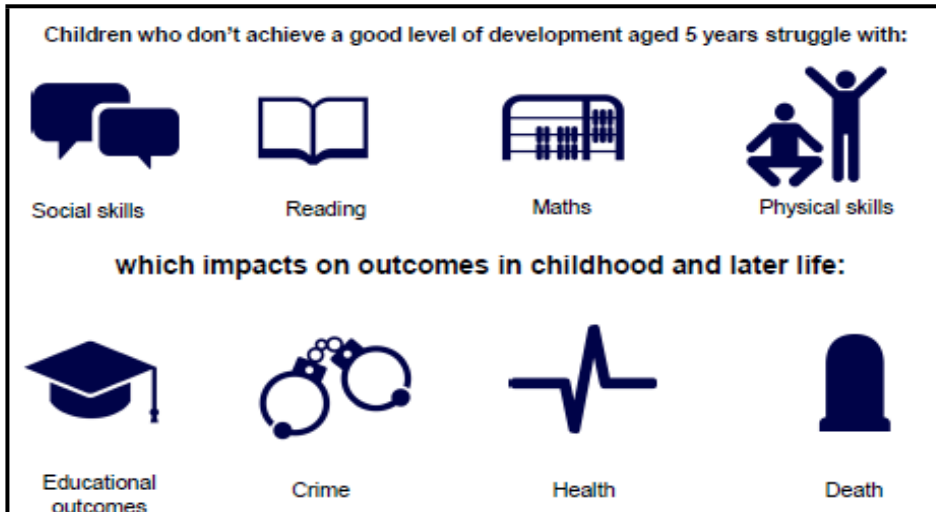 Children who don't achieve a good level of development aged 5 years struggle with:
Social skills
Reading
Maths
Physical skills
which impacts on outcomes in childhood and later life:
Educational
outcomes
Crime
Health
Death